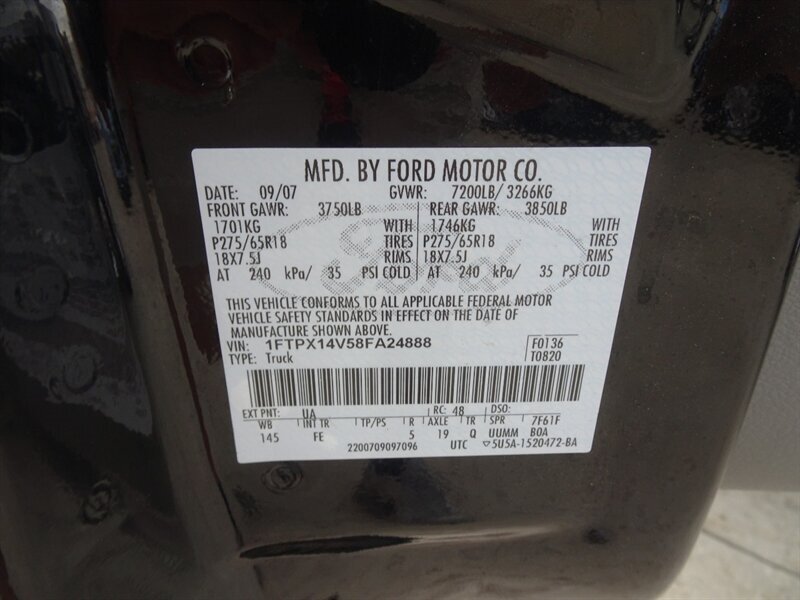 MFD. BY FORD MOTOR CO.
DATE: 09/07 GVWR: 7200LB/ 3266KG
FRONT GAWR: 3750LB REAR GAWR: 3850LB
1701KG WITH 1746KG WITH
P275/65R18 TIRES P275/65R18 TIRES
18X7.5J RIMS 18X7.5J RIMS
AT 240 kPa/ 35 PSI COLD AT 240 kPa/ 35 PSI COLD
Ford
THIS VEHICLE CONFORMS TO ALL APPLICABLE FEDERAL MOTOR
VEHICLE SAFETY STANDARDS IN EFFECT ON THE DATE OF
MANUFACTURE SHOWN ABOVE.
VIN: 1FTPX14V58FA24888 F0136
TYPE: Truck T0820
EXT PNT: UA RC: 48 DSO:
WB INT TR TP/PS R AXLE TR SPR 7F61F
145 FE 5 19 Q UUMM BOA
2200709097096 UTC 5U5A-1520472-BA